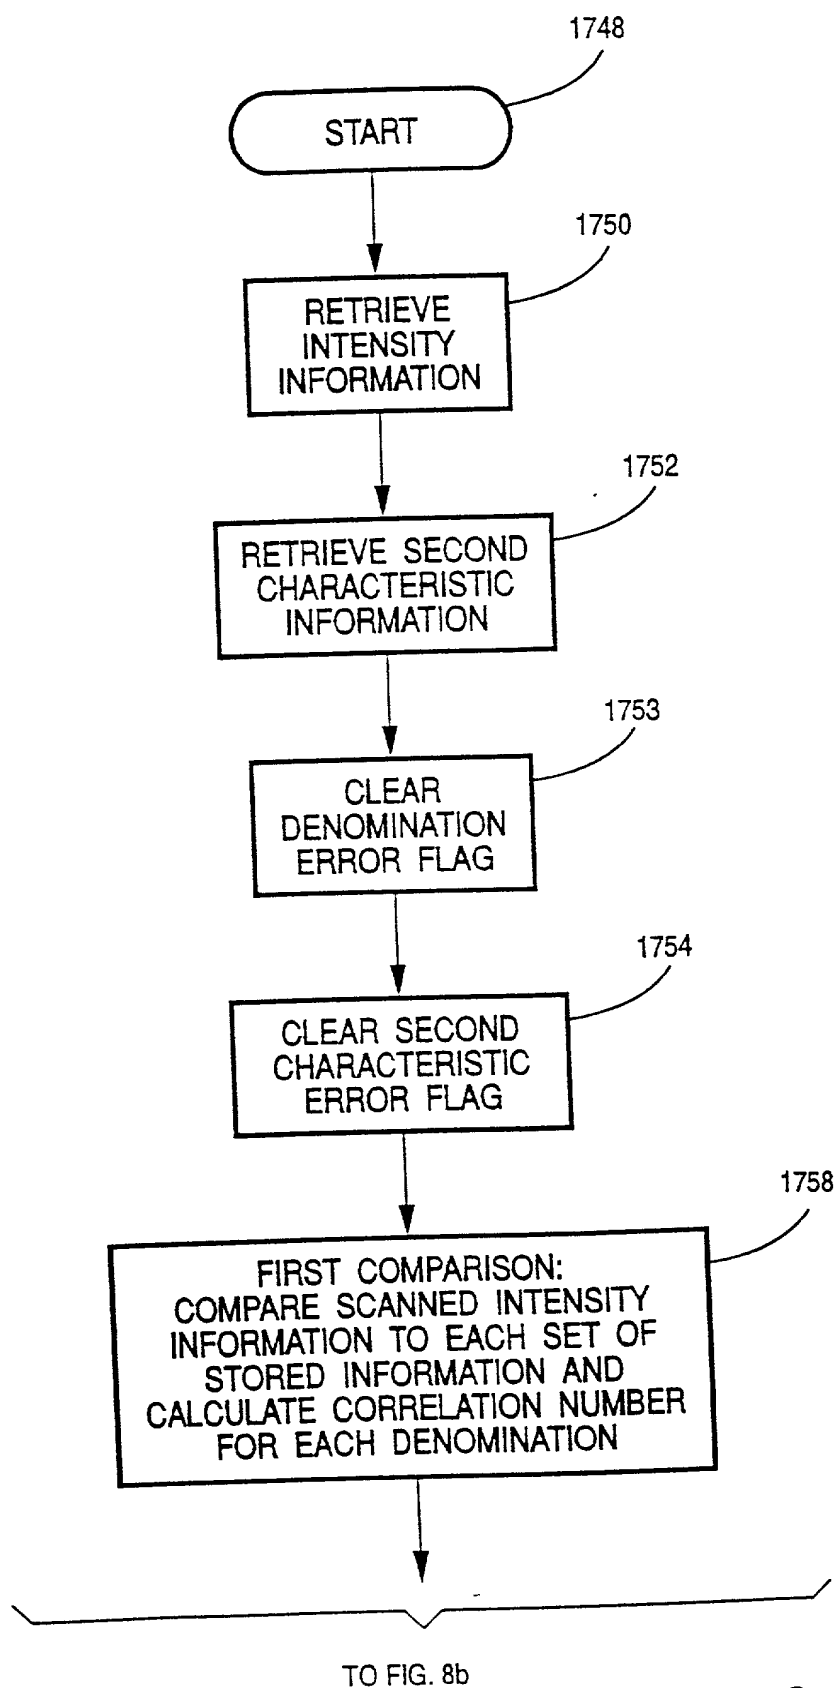 1748
START
1750
RETRIEVE
INTENSITY
INFORMATION
1752
RETRIEVE SECOND
CHARACTERISTIC
INFORMATION
1753
CLEAR
DENOMINATION
ERROR FLAG
1754
CLEAR SECOND
CHARACTERISTIC
ERROR FLAG
1758
FIRST COMPARISON:
COMPARE SCANNED INTENSITY
INFORMATION TO EACH SET OF
STORED INFORMATION AND
CALCULATE CORRELATION NUMBER
FOR EACH DENOMINATION
TO FIG. 8b